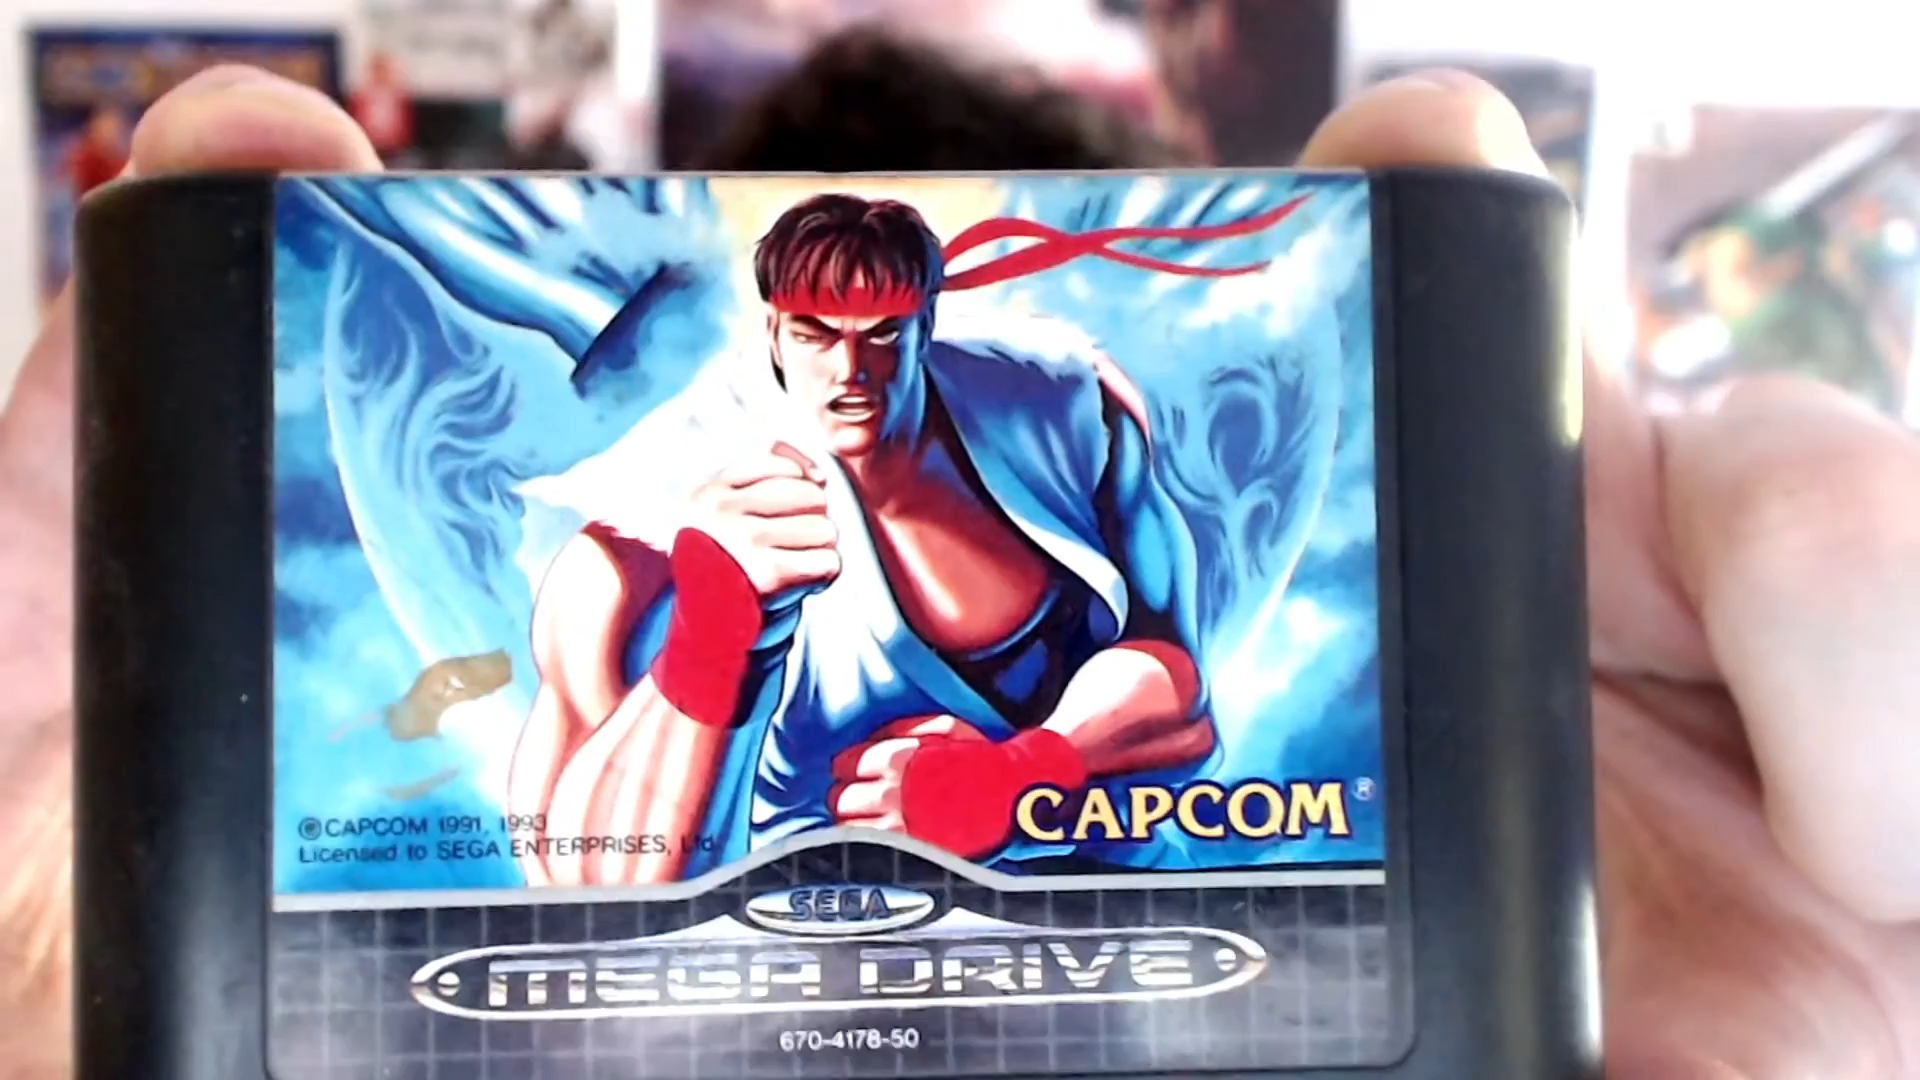 CAPCOM®
©CAPCOM 1991, 1993
Licensed to SEGA ENTERPRISES, Ltd.
SEGA
MEGA DRIVE
670-4178-50